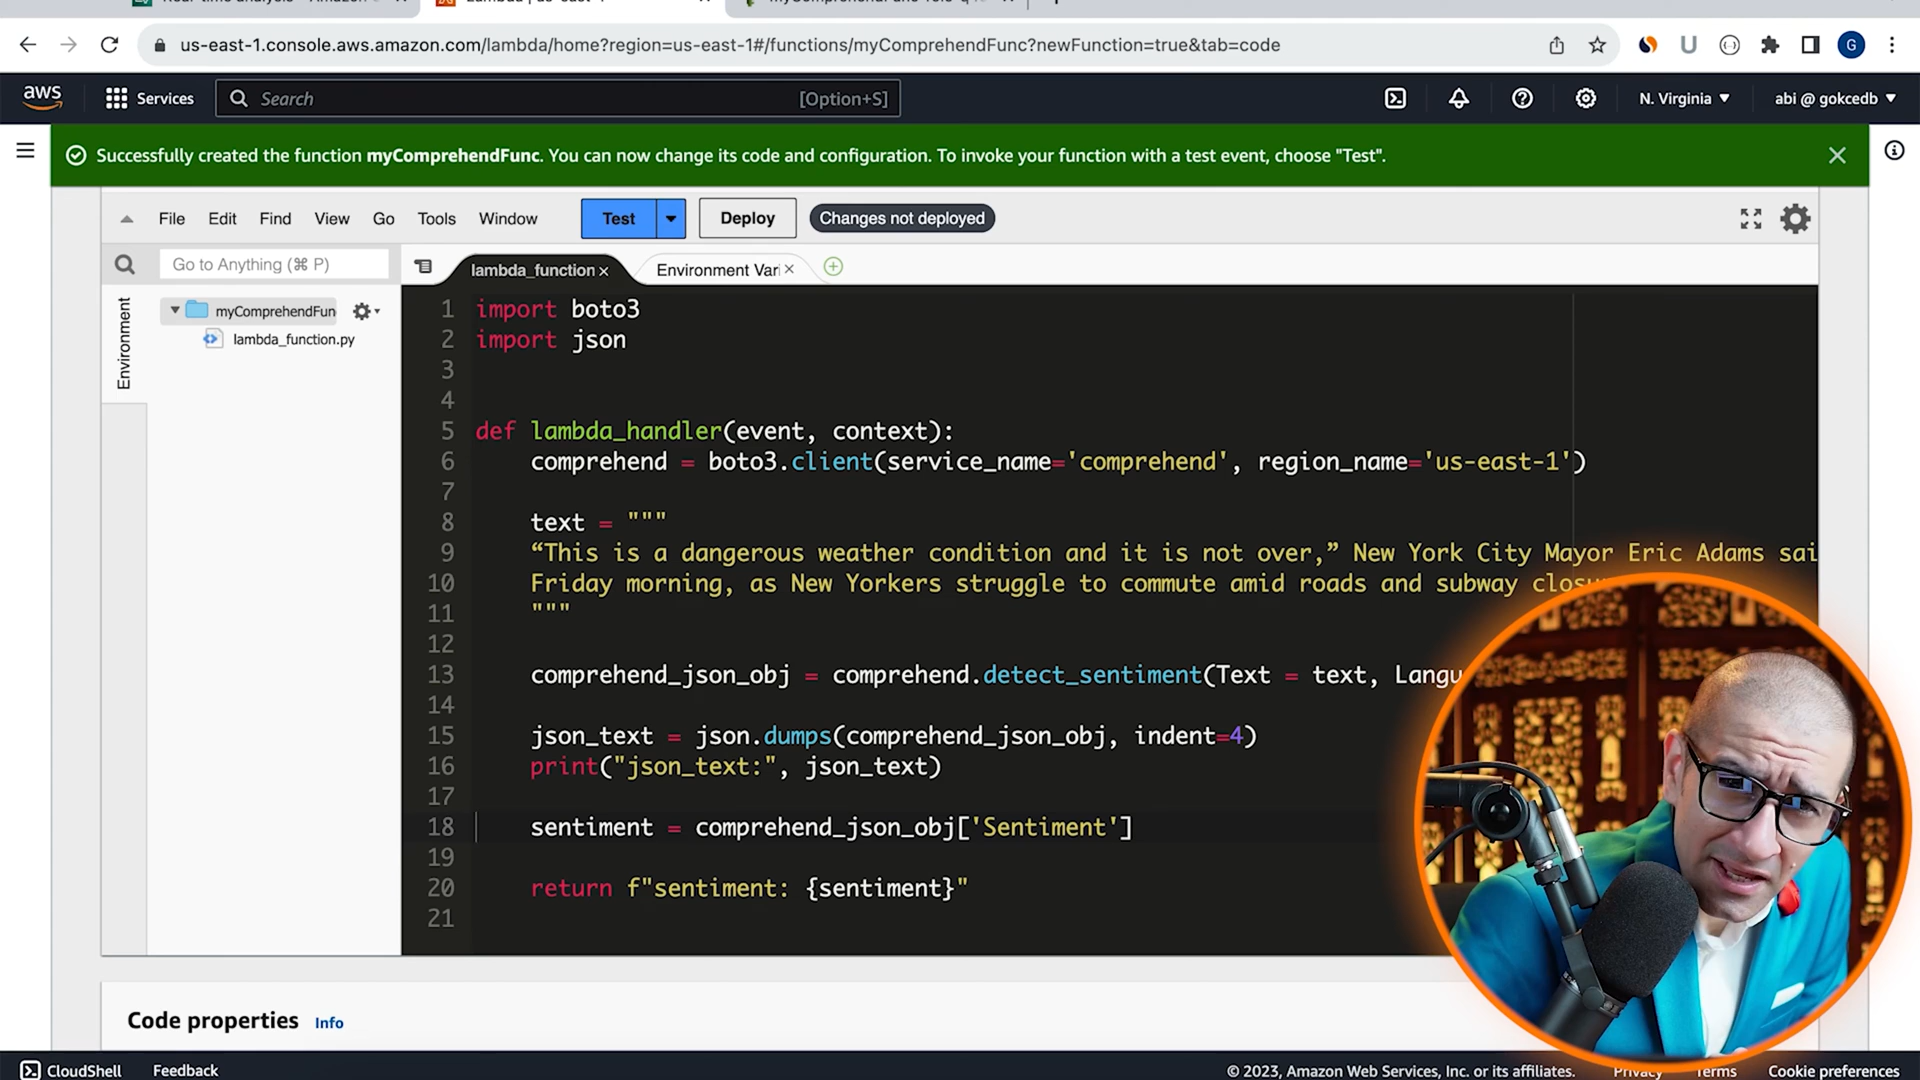 us-east-1.console.aws.amazon.com/lambda/home?region=us-east-1#/functions/myComprehendFunc?newFunction=true&tab=code
G
aws
Services
Search
[Option+S]
N. Virginia
abi @ gokcedb
Successfully created the function myComprehendFunc. You can now change its code and configuration. To invoke your function with a test event, choose "Test".
File Edit Find View Go Tools Window Test Deploy Changes not deployed
Go to Anything (⌘ P)
lambda_function
Environment Vari
Environment
myComprehendFun
lambda_function.py
1 import boto3
2 import json
3
4
5 def lambda_handler(event, context):
6 comprehend = boto3.client(service_name='comprehend', region_name='us-east-1')
7
8 text = """
9 “This is a dangerous weather condition and it is not over,” New York City Mayor Eric Adams sai
10 Friday morning, as New Yorkers struggle to commute amid roads and subway closu
11 """
12
13 comprehend_json_obj = comprehend.detect_sentiment(Text = text, Langu
14
15 json_text = json.dumps(comprehend_json_obj, indent=4)
16 print("json_text:", json_text)
17
18 sentiment = comprehend_json_obj['Sentiment']
19
20 return f"sentiment: {sentiment}"
21
Code properties Info
CloudShell
Feedback
© 2023, Amazon Web Services, Inc. or its affiliates.
Privacy
Terms
Cookie preferences